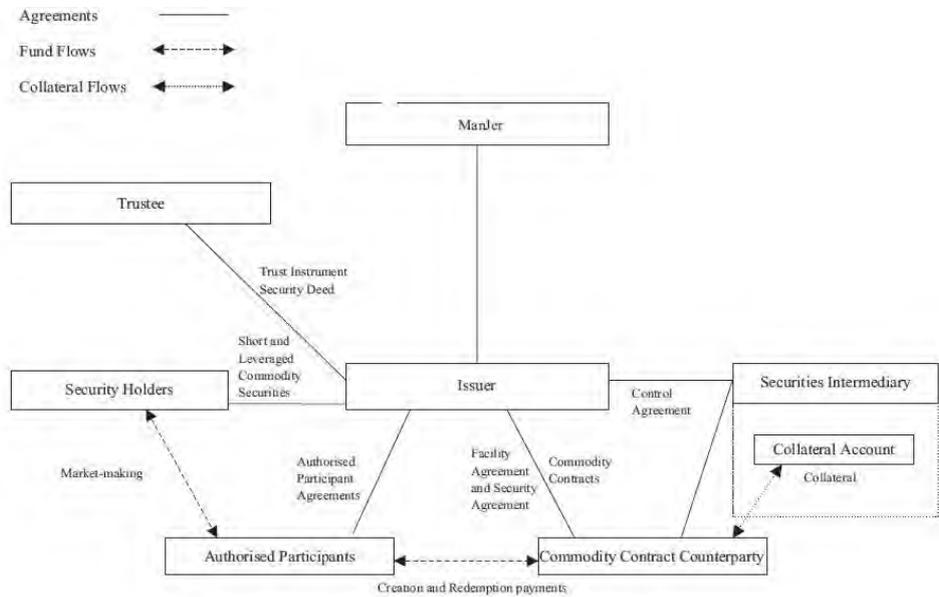 Agreements
Fund Flows
Collateral Flows
ManJer
Trustee
Trust Instrument
Security Deed
Short and
Leveraged
Commodity
Securities
Security Holders
Issuer
Securities Intermediary
Control
Agreement
Collateral Account
Collateral
Market-making
Authorised
Participant
Agreements
Facility
Agreement
and Security
Agreement
Commodity
Contracts
Authorised Participants
Commodity Contract Counterparty
Creation and Redemption payments